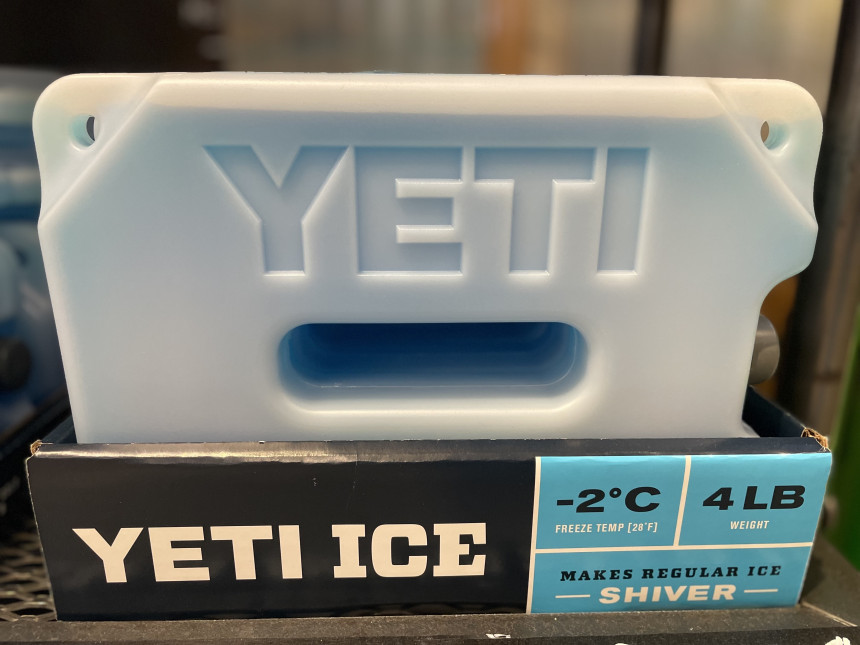 YETI
YETI ICE
-2°C
FREEZE TEMP [28°F]
4 LB
WEIGHT
MAKES REGULAR ICE
— SHIVER —